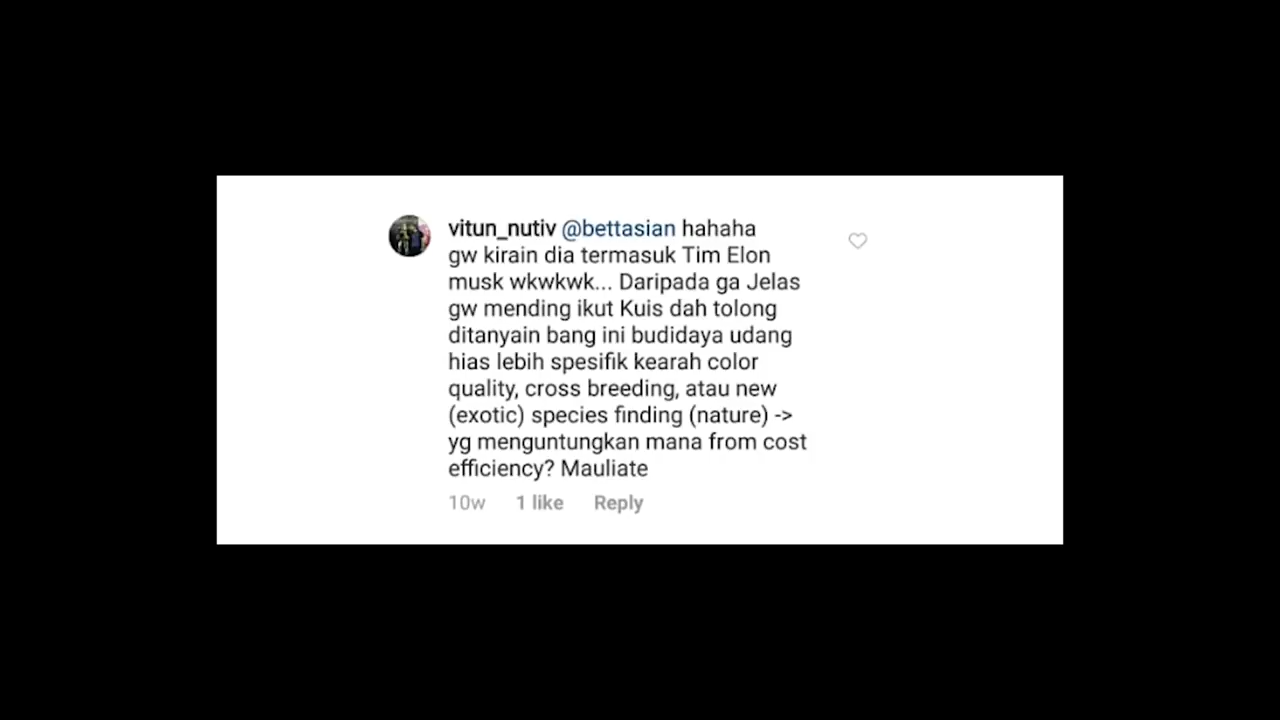 vitun_nutiv @bettasian hahaha
gw kirain dia termasuk Tim Elon
musk wkwkwk... Daripada ga Jelas
gw mending ikut Kuis dah tolong
ditanyain bang ini budidaya udang
hias lebih spesifik kearah color
quality, cross breeding, atau new
(exotic) species finding (nature) ->
yg menguntungkan mana from cost
efficiency? Mauliate
10w 1 like Reply